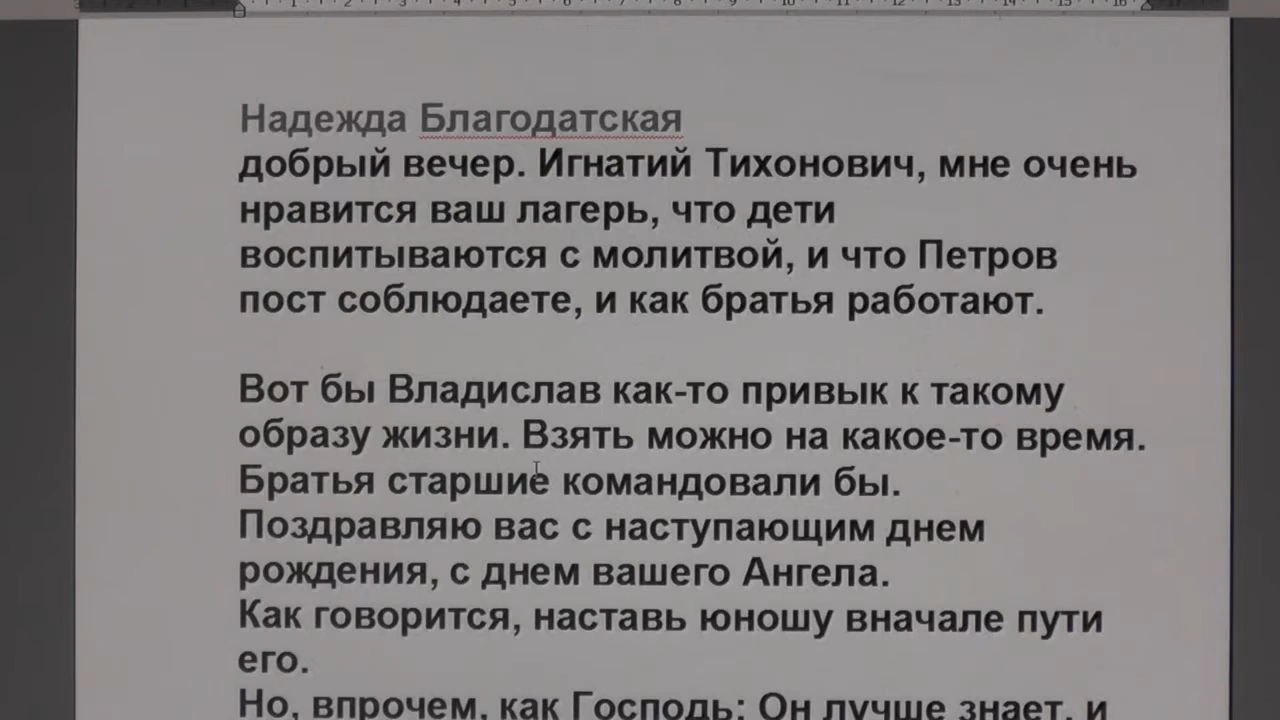 Надежда Благодатская
добрый вечер. Игнатий Тихонович, мне очень
нравится ваш лагерь, что дети
воспитываются с молитвой, и что Петров
пост соблюдаете, и как братья работают.
Вот бы Владислав как-то привык к такому
образу жизни. Взять можно на какое-то время.
Братья старшие командовали бы.
Поздравляю вас с наступающим днем
рождения, с днем вашего Ангела.
Как говорится, наставь юношу вначале пути
его.
Но, впрочем, как Господь: Он лучше знает, и